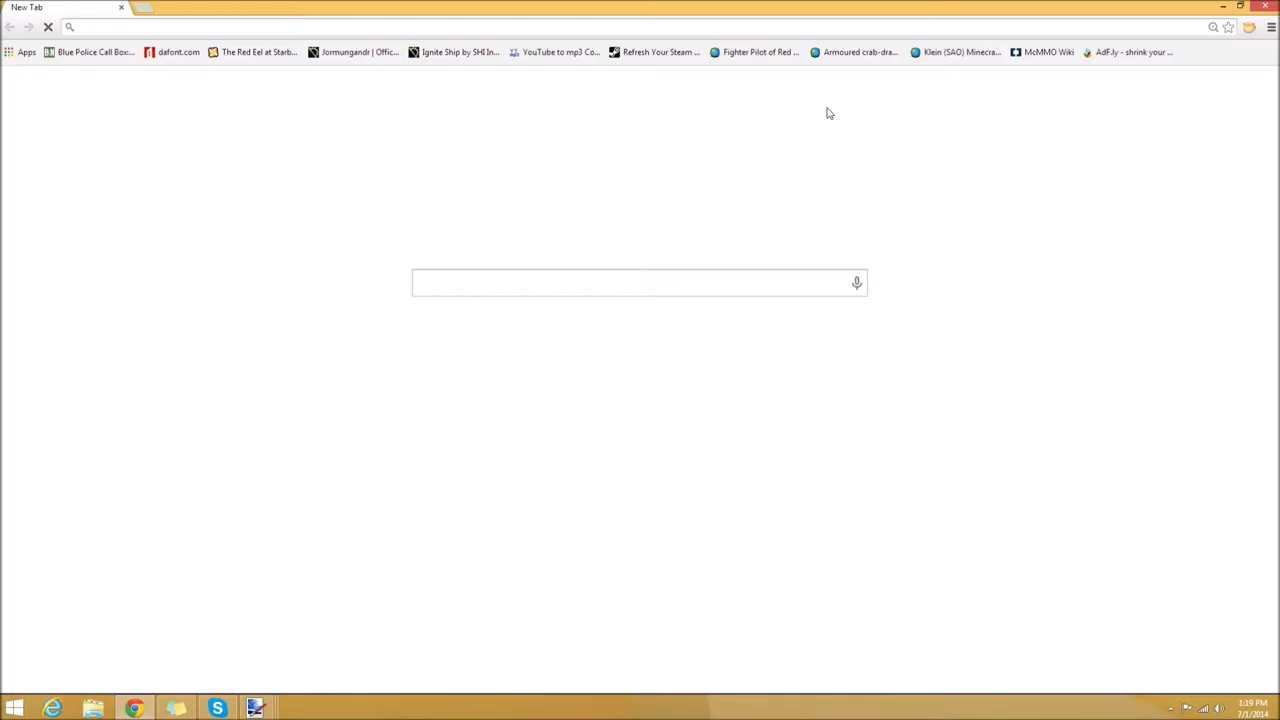 New Tab
Apps Blue Police Call Box:... dafont.com The Red Eel at Starb... Jormungandr | Offic... Ignite Ship by SHI In... YouTube to mp3 Co... Refresh Your Steam ... Fighter Pilot of Red ... Armoured crab-dra... Klein (SAO) Minecra... McMMO Wiki AdF.ly - shrink your ...
1:19 PM
7/1/2014